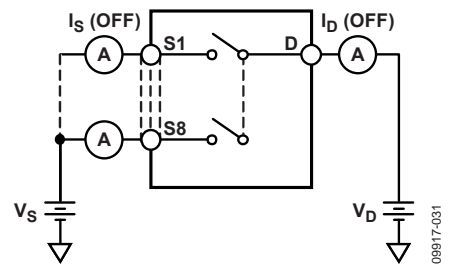 I_S (OFF)
I_D (OFF)
A
S1
D
A
A
S8
V_S
V_D
09917-031